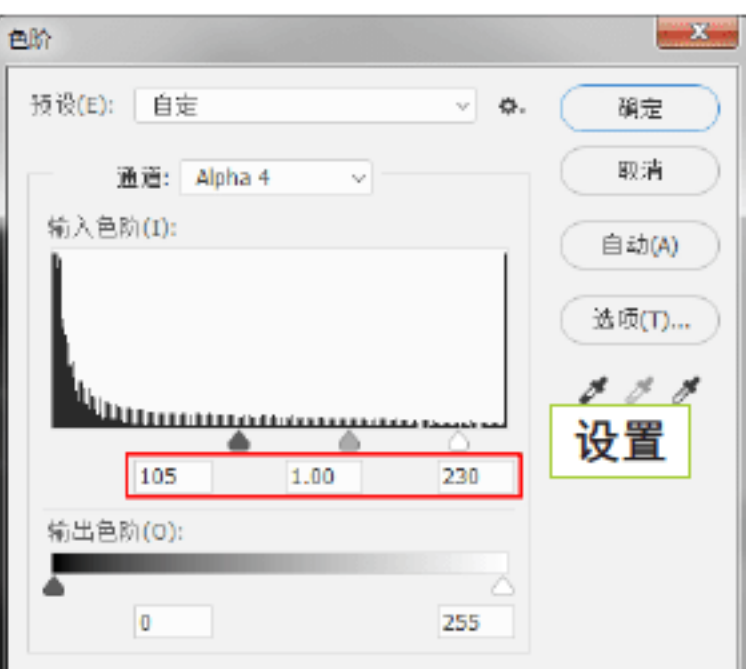 色阶
预设(E): 自定
确定
通道: Alpha 4
取消
输入色阶(I):
自动(A)
选项(T)...
设置
105 1.00 230
输出色阶(O):
0 255